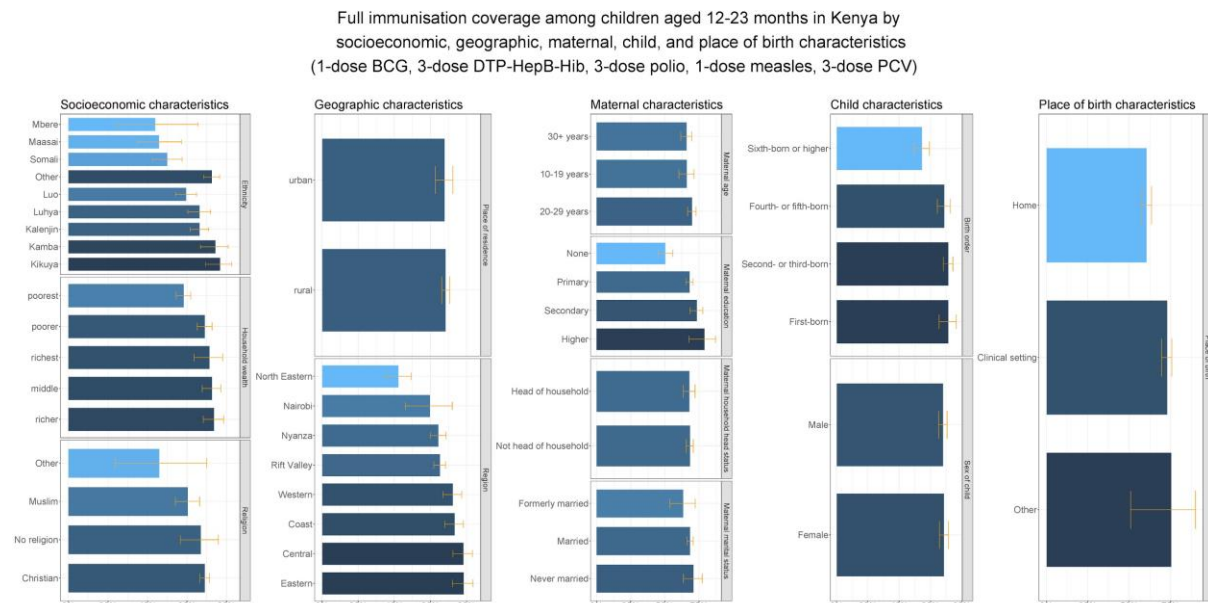 Full immunisation coverage among children aged 12-23 months in Kenya by
socioeconomic, geographic, maternal, child, and place of birth characteristics
(1-dose BCG, 3-dose DTP-HepB-Hib, 3-dose polio, 1-dose measles, 3-dose PCV)
Socioeconomic characteristics
Mbere
Maasai
Somali
Other
Luo
Luhya
Kalenjin
Kamba
Kikuya
Ethnicity
poorest
poorer
richest
middle
richer
Household wealth
Other
Muslim
No religion
Christian
Religion
Geographic characteristics
urban
rural
Place of residence
North Eastern
Nairobi
Nyanza
Rift Valley
Western
Coast
Central
Eastern
Region
Maternal characteristics
30+ years
10-19 years
20-29 years
Maternal age
None
Primary
Secondary
Higher
Maternal education
Head of household
Not head of household
Maternal household head status
Formerly married
Married
Never married
Maternal marital status
Child characteristics
Sixth-born or higher
Fourth- or fifth-born
Second- or third-born
First-born
Birth order
Male
Female
Sex of child
Place of birth characteristics
Home
Clinical setting
Other